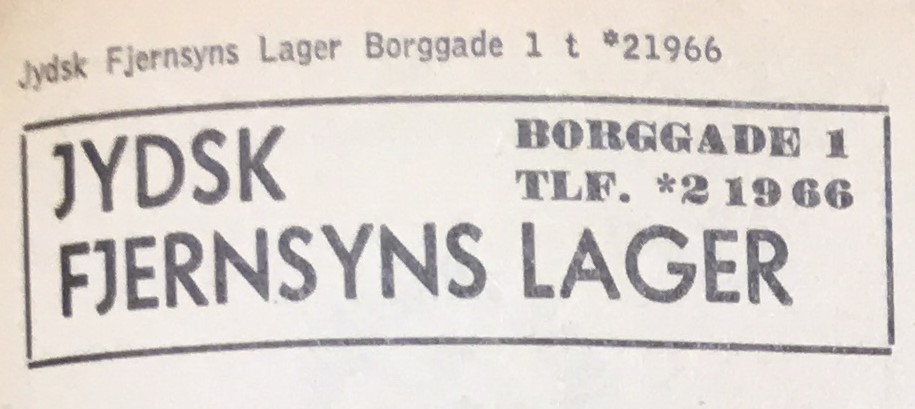 Jydsk Fjernsyns Lager Borggade 1 t *21966
JYDSK
BORGGADE 1
TLF. *2 19 66
FJERNSYNS LAGER